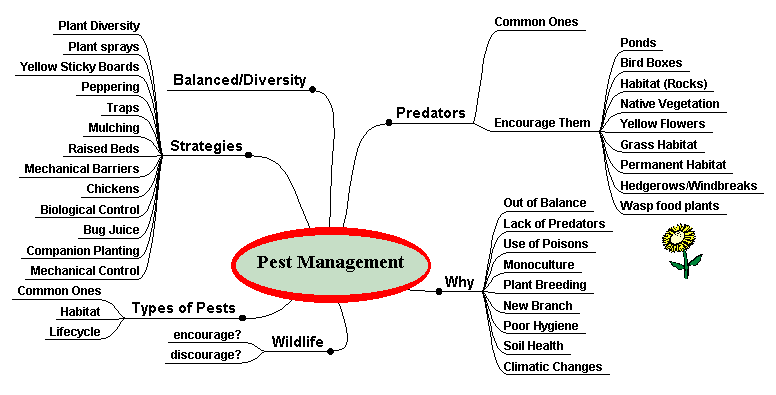 Pest Management
Balanced/Diversity
Strategies
Plant Diversity
Plant sprays
Yellow Sticky Boards
Peppering
Traps
Mulching
Raised Beds
Mechanical Barriers
Chickens
Biological Control
Bug Juice
Companion Planting
Mechanical Control
Types of Pests
Common Ones
Habitat
Lifecycle
Wildlife
encourage?
discourage?
Predators
Common Ones
Encourage Them
Ponds
Bird Boxes
Habitat (Rocks)
Native Vegetation
Yellow Flowers
Grass Habitat
Permanent Habitat
Hedgerows/Windbreaks
Wasp food plants
Why
Out of Balance
Lack of Predators
Use of Poisons
Monoculture
Plant Breeding
New Branch
Poor Hygiene
Soil Health
Climatic Changes